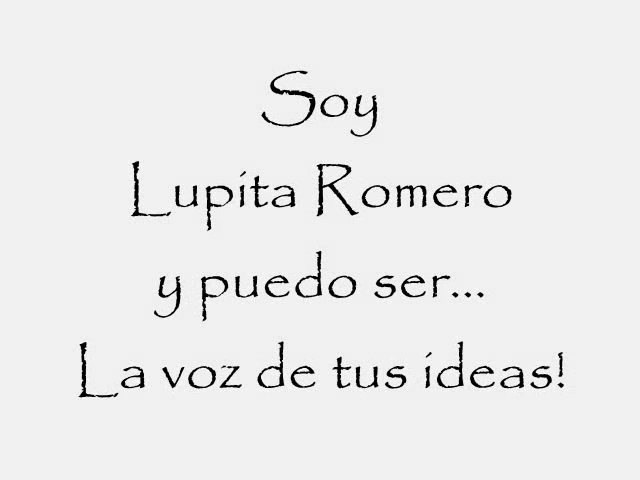 Soy
Lupita Romero
y puedo ser...
La voz de tus ideas!